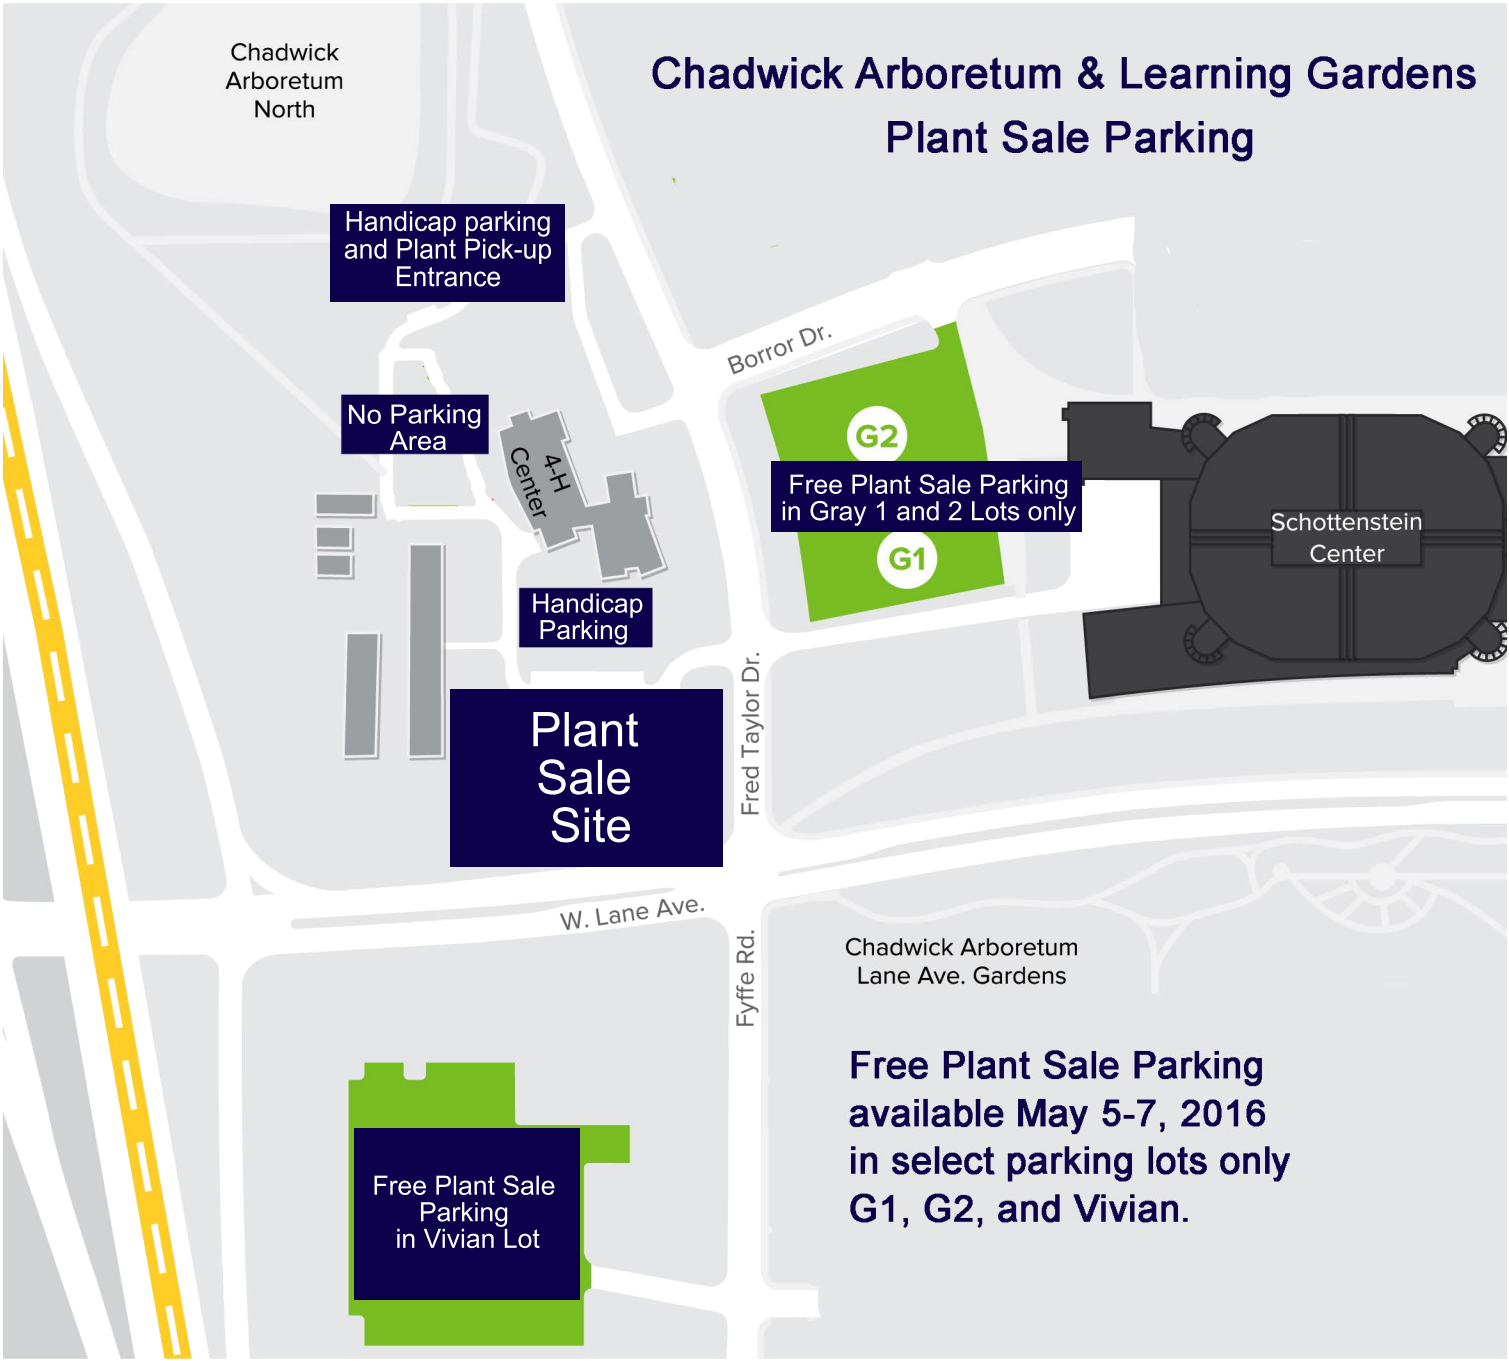 Chadwick
Arboretum
North
Chadwick Arboretum & Learning Gardens
Plant Sale Parking
Handicap parking
and Plant Pick-up
Entrance
Borror Dr.
No Parking
Area
4-H
Center
G2
Free Plant Sale Parking
in Gray 1 and 2 Lots only
G1
Schottenstein
Center
Handicap
Parking
Plant
Sale
Site
Fred Taylor Dr.
W. Lane Ave.
Fyffe Rd.
Chadwick Arboretum
Lane Ave. Gardens
Free Plant Sale Parking
available May 5-7, 2016
in select parking lots only
G1, G2, and Vivian.
Free Plant Sale
Parking
in Vivian Lot